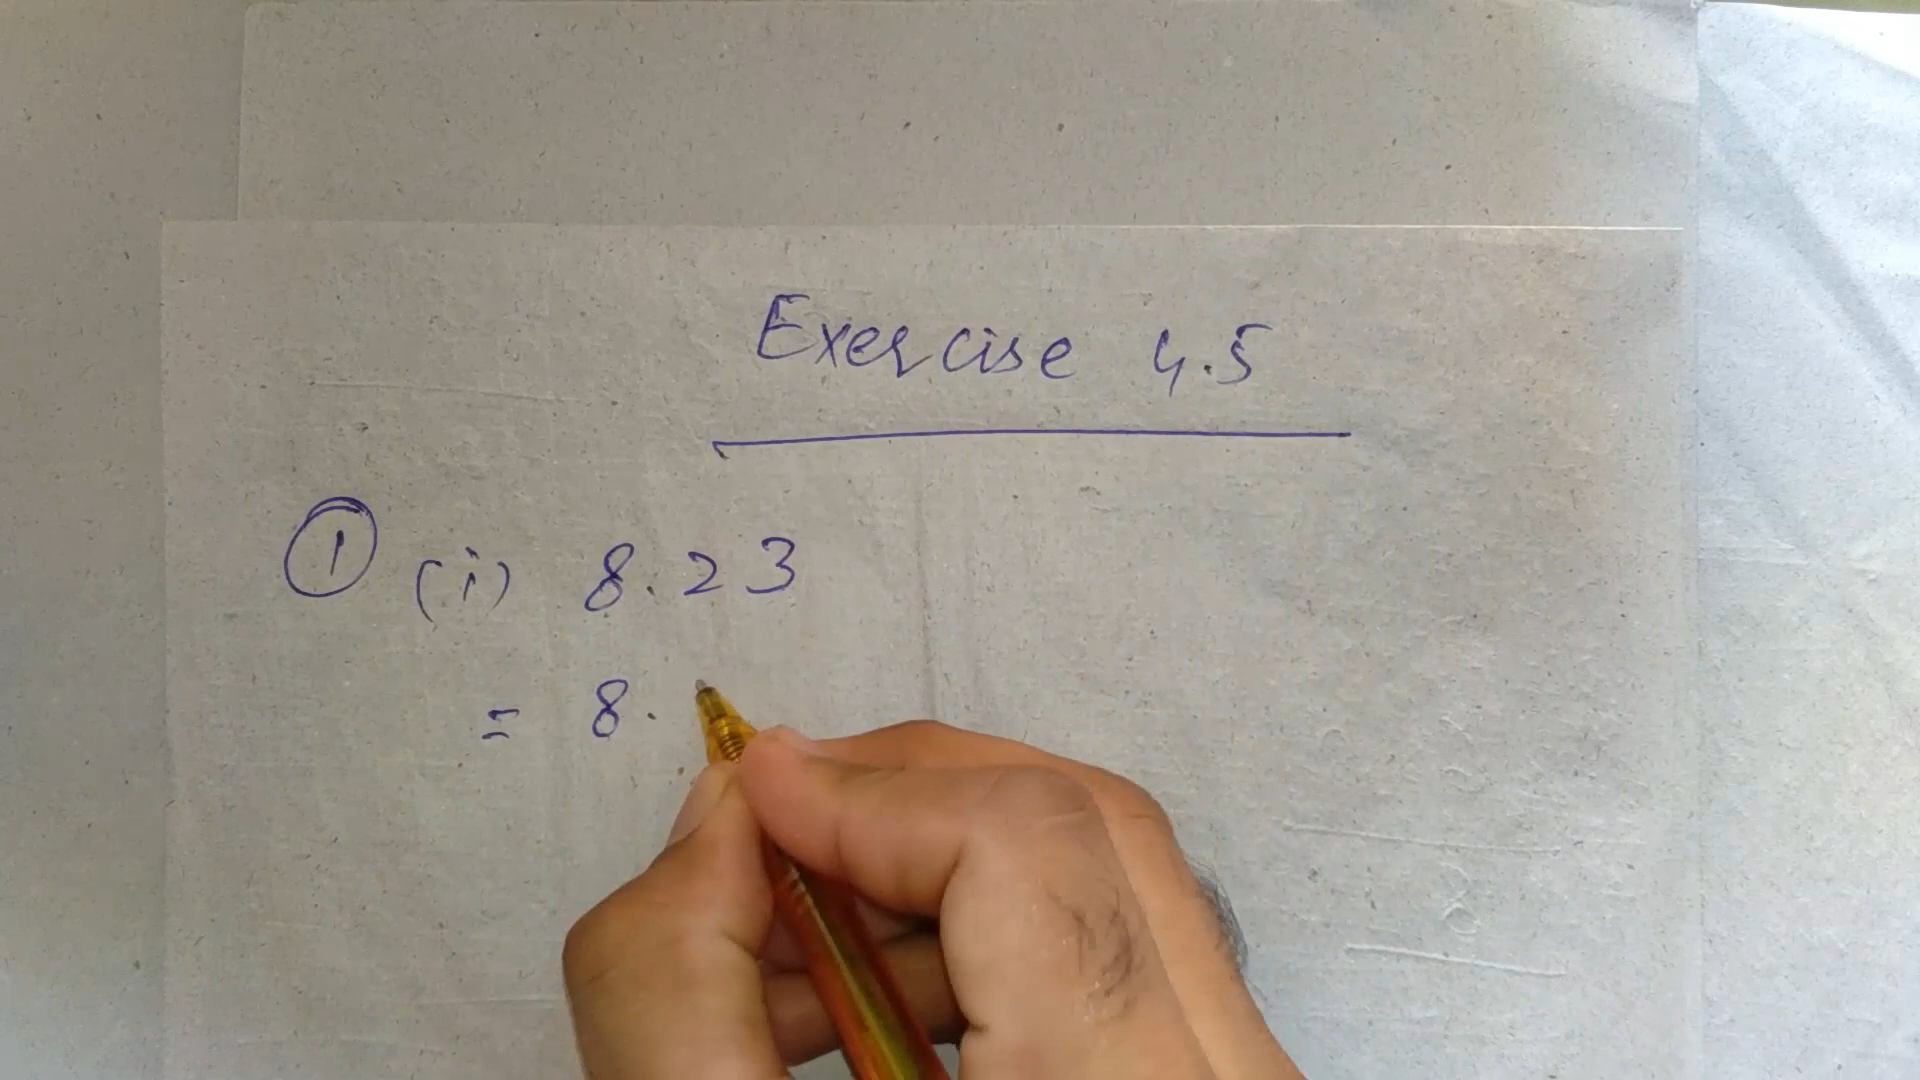 Exercise 4.5
1 (i) 8.23
= 8.